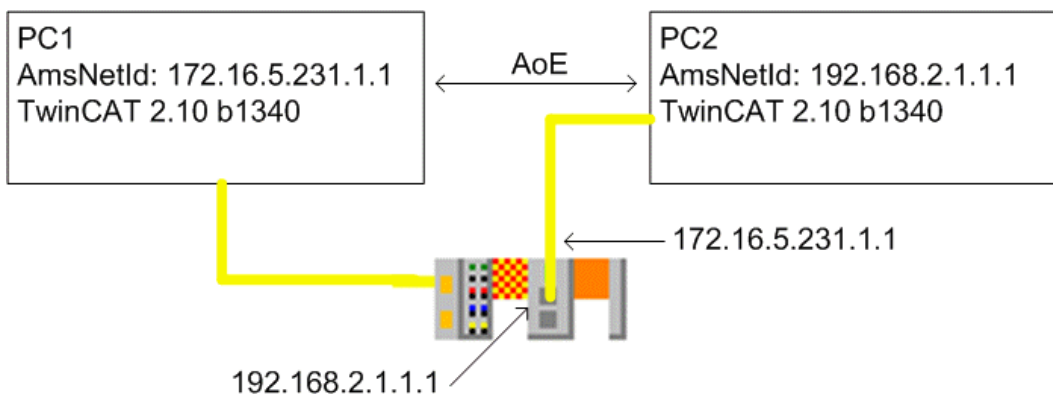 PC1
AmsNetId: 172.16.5.231.1.1
TwinCAT 2.10 b1340
AoE
PC2
AmsNetId: 192.168.2.1.1.1
TwinCAT 2.10 b1340
172.16.5.231.1.1
192.168.2.1.1.1